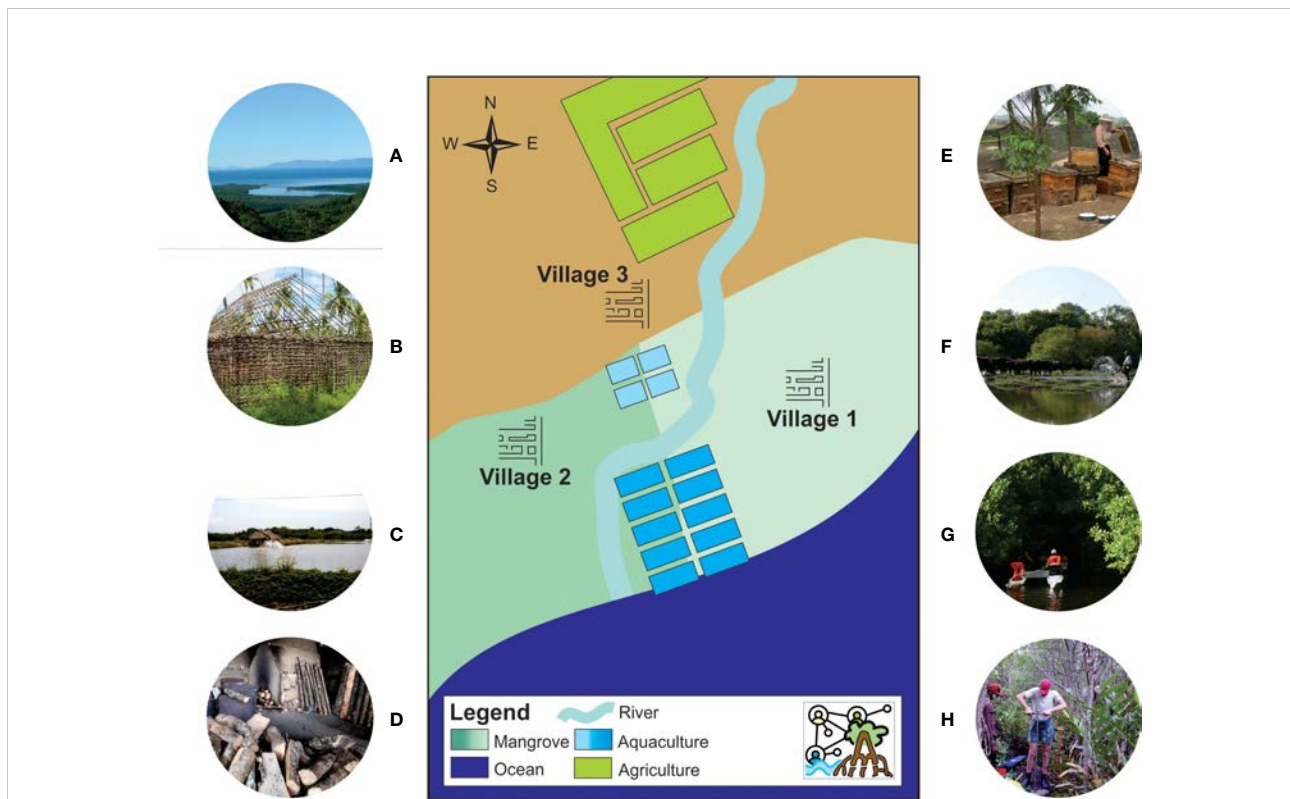 A
B
C
D
N
W E
S
Village 3
Village 1
Village 2
Legend
River
Mangrove
Aquaculture
Ocean
Agriculture
E
F
G
H